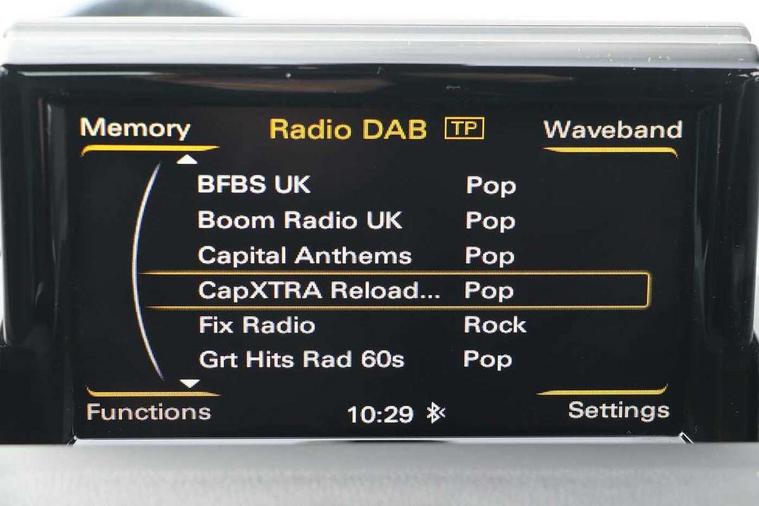 Memory Radio DAB TP Waveband
BFBS UK Pop
Boom Radio UK Pop
Capital Anthems Pop
CapXTRA Reload... Pop
Fix Radio Rock
Grt Hits Rad 60s Pop
Functions 10:29 Settings